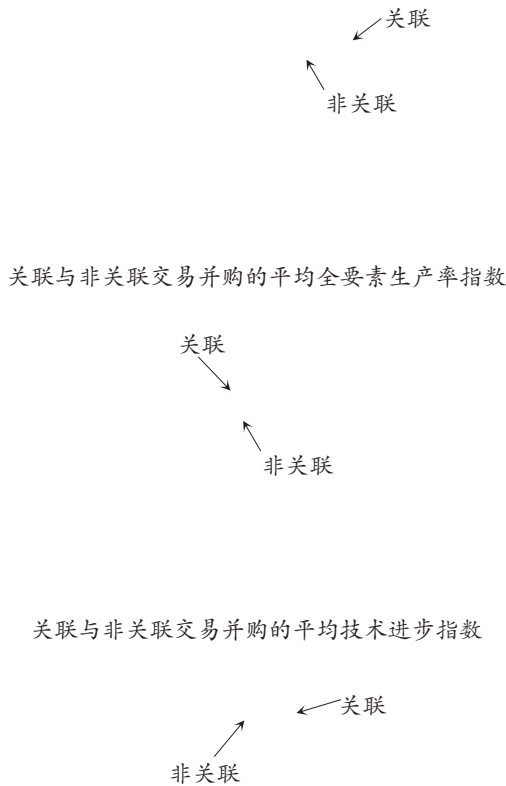 关联
非关联
关联与非关联交易并购的平均全要素生产率指数
关联
非关联
关联与非关联交易并购的平均技术进步指数
关联
非关联